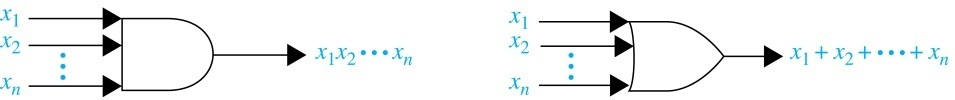 x₁
x₂
⋮
xₙ
x₁x₂ ⋯ xₙ
x₁
x₂
⋮
xₙ
x₁ + x₂ + ⋯ + xₙ